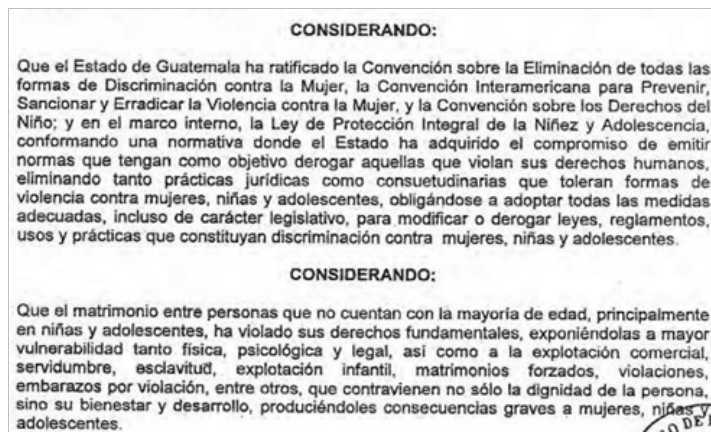 CONSIDERANDO:
Que el Estado de Guatemala ha ratificado la Convención sobre la Eliminación de todas las
formas de Discriminación contra la Mujer, la Convención Interamericana para Prevenir,
Sancionar y Erradicar la Violencia contra la Mujer, y la Convención sobre los Derechos del
Niño; y en el marco interno, la Ley de Protección Integral de la Niñez y Adolescencia,
conformando una normativa donde el Estado ha adquirido el compromiso de emitir
normas que tengan como objetivo derogar aquellas que violan sus derechos humanos,
eliminando tanto prácticas jurídicas como consuetudinarias que toleran formas de
violencia contra mujeres, niñas y adolescentes, obligándose a adoptar todas las medidas
adecuadas, incluso de carácter legislativo, para modificar o derogar leyes, reglamentos,
usos y prácticas que constituyan discriminación contra mujeres, niñas y adolescentes.
CONSIDERANDO:
Que el matrimonio entre personas que no cuentan con la mayoría de edad, principalmente
en niñas y adolescentes, ha violado sus derechos fundamentales, exponiéndolas a mayor
vulnerabilidad tanto física, psicológica y legal, así como a la explotación comercial,
servidumbre, esclavitud, explotación infantil, matrimonios forzados, violaciones,
embarazos por violación, entre otros, que contravienen no sólo la dignidad de la persona,
sino su bienestar y desarrollo, produciéndoles consecuencias graves a mujeres, niñas y
adolescentes.